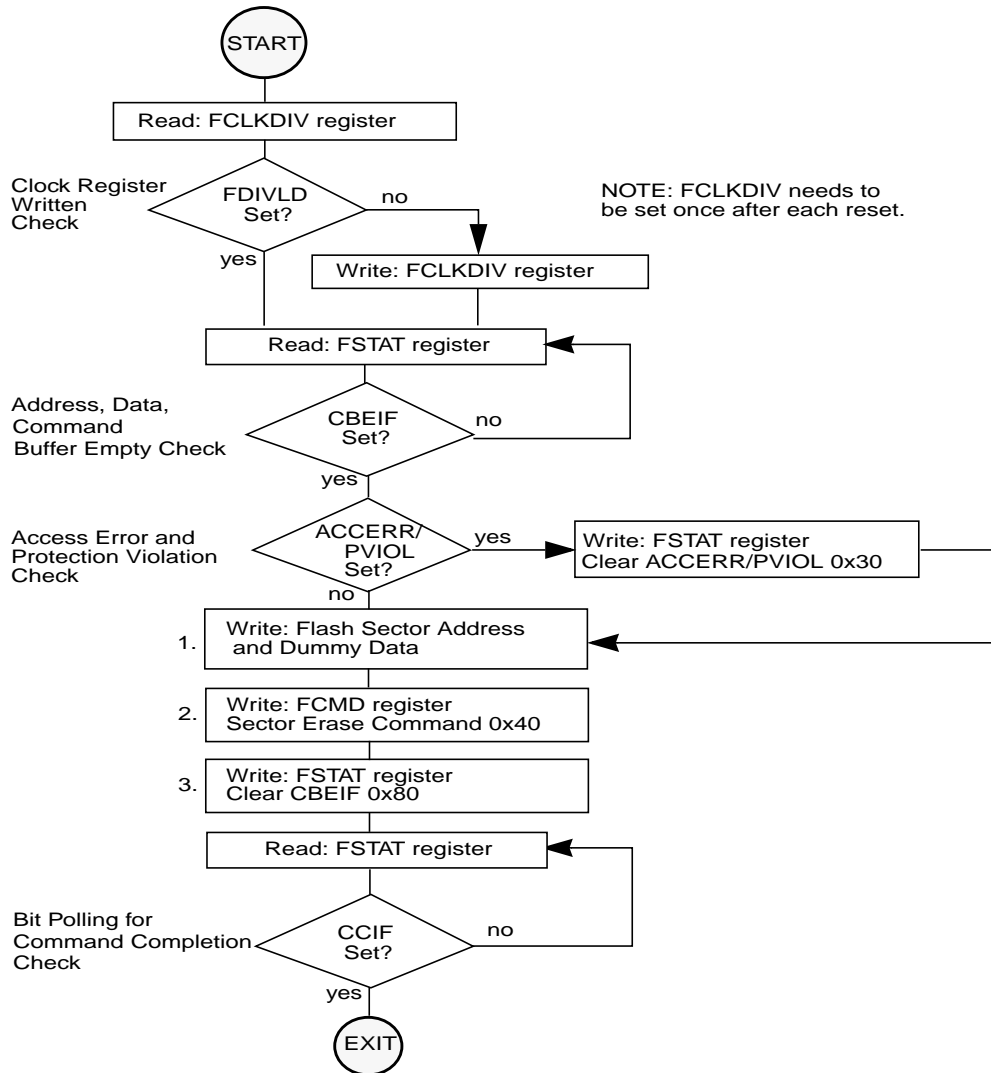 START
Read: FCLKDIV register
Clock Register
Written
Check
FDIVLD
Set?
no
yes
NOTE: FCLKDIV needs to
be set once after each reset.
Write: FCLKDIV register
Read: FSTAT register
Address, Data,
Command
Buffer Empty Check
CBEIF
Set?
no
yes
Access Error and
Protection Violation
Check
ACCERR/
PVIOL
Set?
yes
no
Write: FSTAT register
Clear ACCERR/PVIOL 0x30
1.
Write: Flash Sector Address
and Dummy Data
2.
Write: FCMD register
Sector Erase Command 0x40
3.
Write: FSTAT register
Clear CBEIF 0x80
Read: FSTAT register
Bit Polling for
Command Completion
Check
CCIF
Set?
no
yes
EXIT